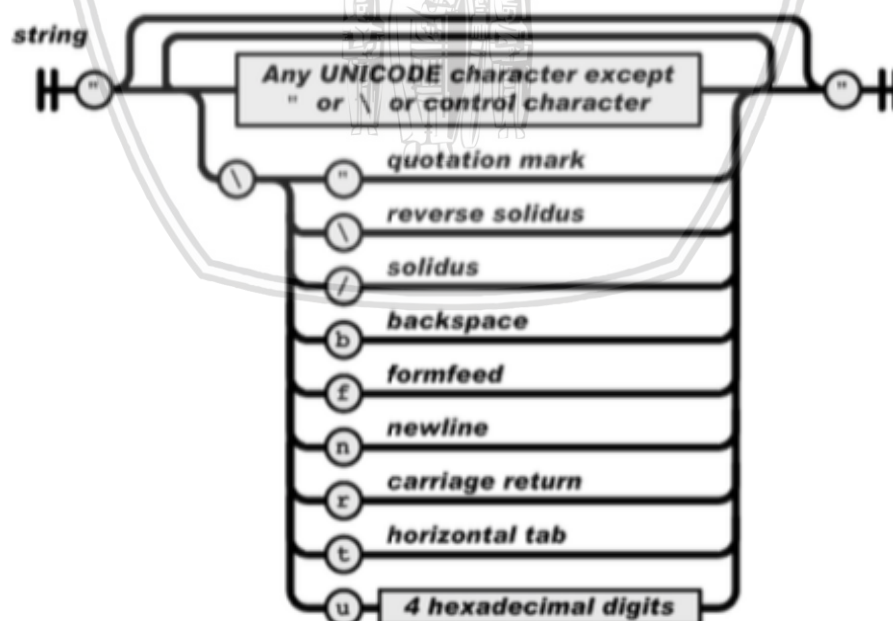 string
"
Any UNICODE character except
" or \ or control character
"
\
" quotation mark
\ reverse solidus
/ solidus
b backspace
f formfeed
n newline
r carriage return
t horizontal tab
u 4 hexadecimal digits